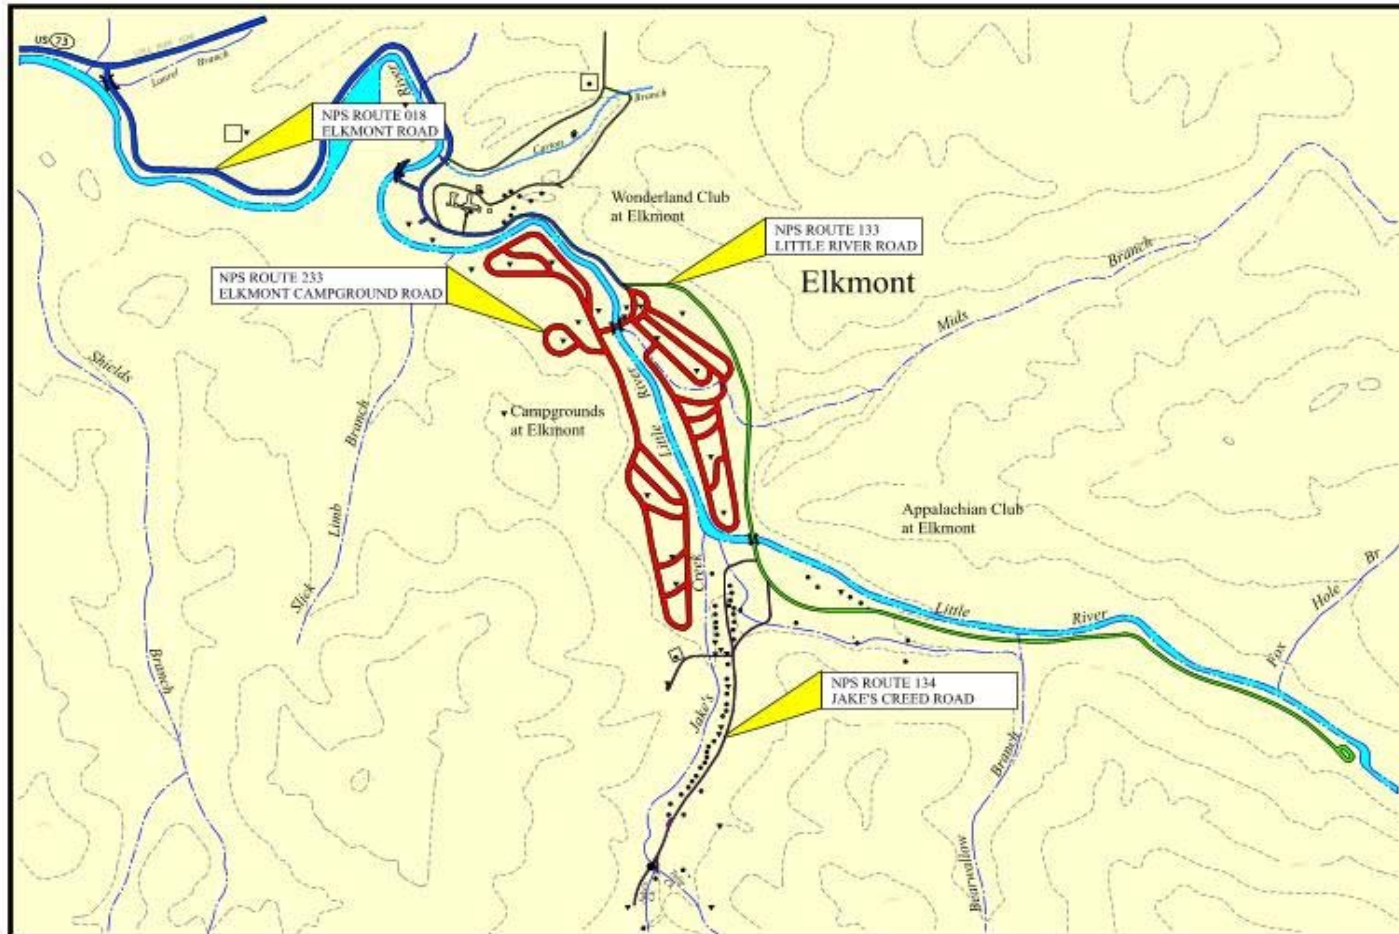 US 73
Laurel Branch
River
NPS ROUTE 018
ELKMONT ROAD
Branch
Wonderland Club
at Elkmont
NPS ROUTE 133
LITTLE RIVER ROAD
Elkmont
NPS ROUTE 233
ELKMONT CAMPGROUND ROAD
Mids Branch
Shields
Branch
Slick Limb Branch
Campgrounds
at Elkmont
Little River
Appalachian Club
at Elkmont
Jake's Creek
Little River
Fox Hole Br
NPS ROUTE 134
JAKE'S CREED ROAD
Bearwallow Branch